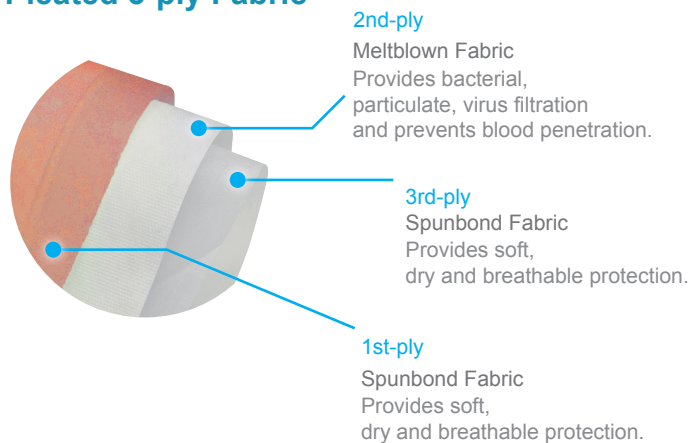 Pleated 3-ply Fabric
2nd-ply
Meltblown Fabric
Provides bacterial,
particulate, virus filtration
and prevents blood penetration.
3rd-ply
Spunbond Fabric
Provides soft,
dry and breathable protection.
1st-ply
Spunbond Fabric
Provides soft,
dry and breathable protection.